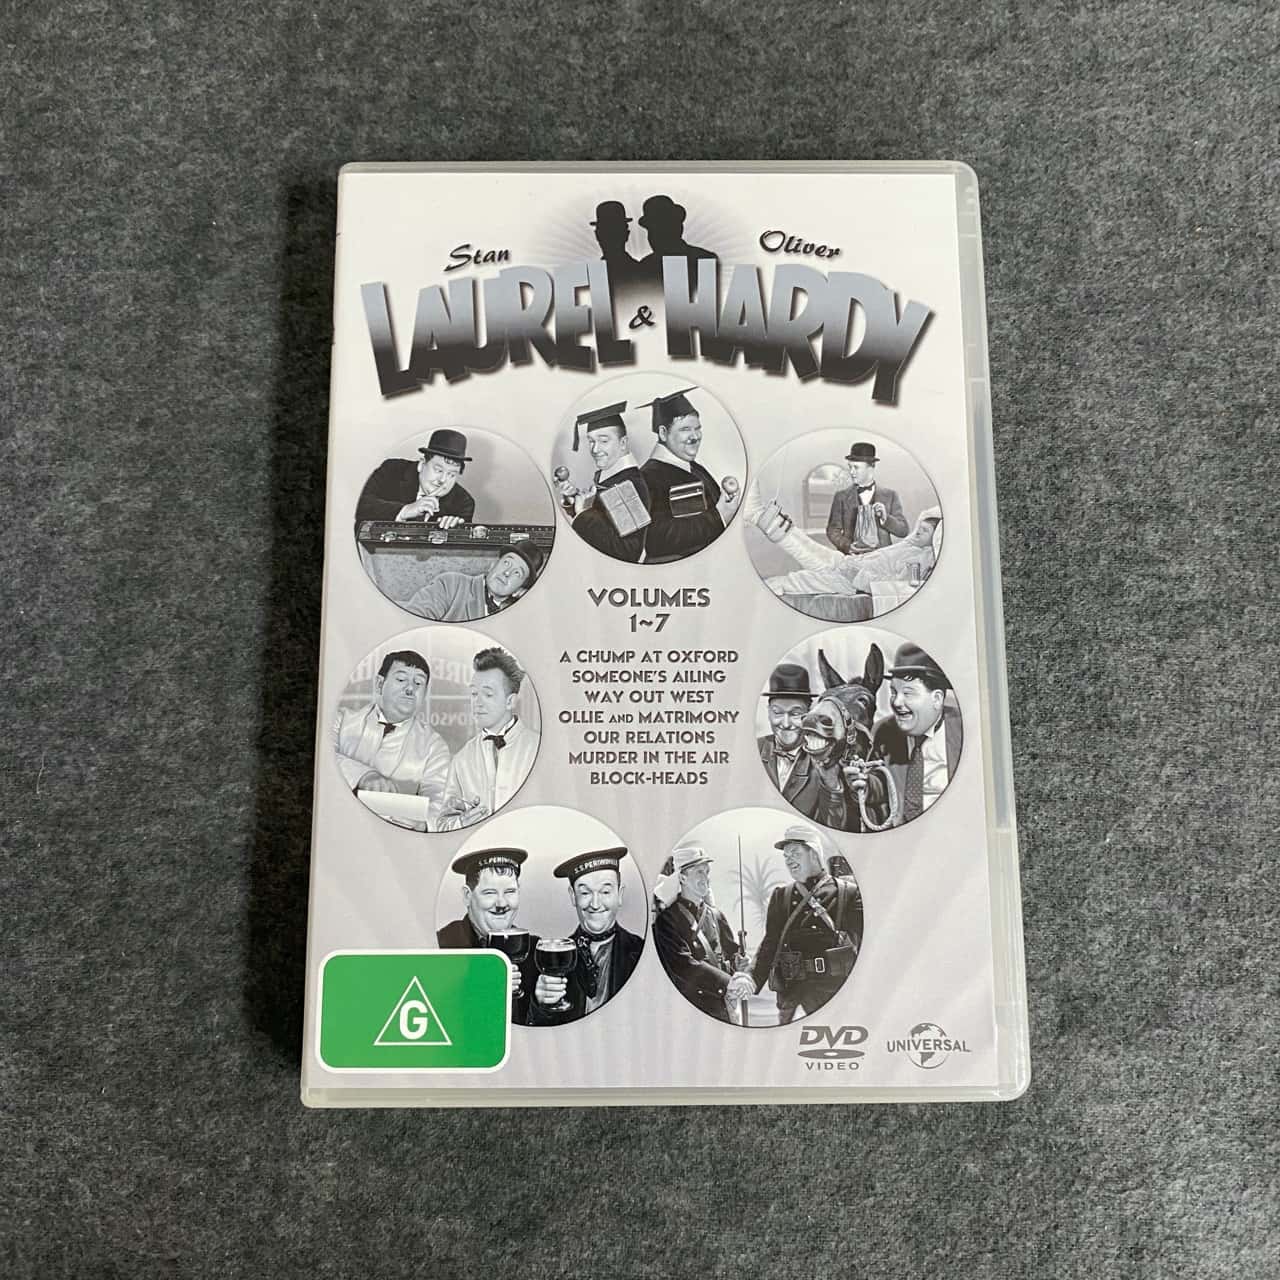 Stan
Oliver
LAUREL & HARDY
VOLUMES
1~7
A CHUMP AT OXFORD
SOMEONE'S AILING
WAY OUT WEST
OLLIE AND MATRIMONY
OUR RELATIONS
MURDER IN THE AIR
BLOCK-HEADS
S.S. PERIWINKLE
G
DVD
VIDEO
UNIVERSAL